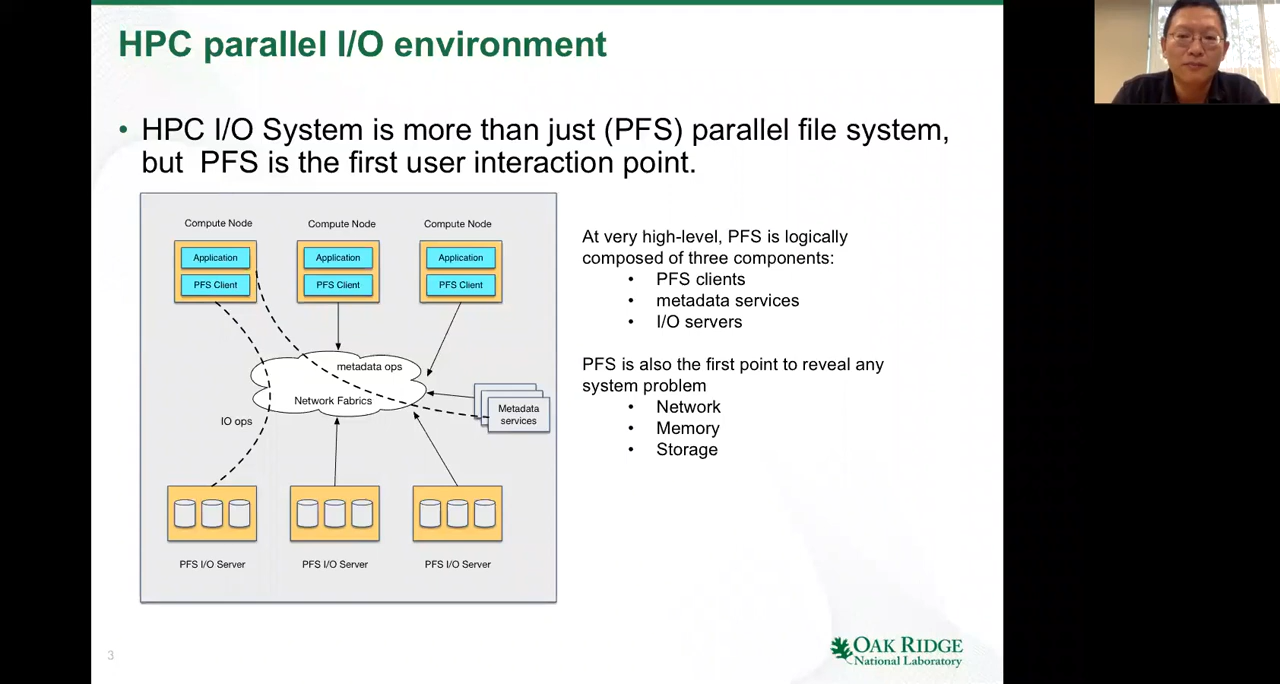 HPC parallel I/O environment
• HPC I/O System is more than just (PFS) parallel file system,
but PFS is the first user interaction point.
Compute Node
Compute Node
Compute Node
Application
Application
Application
PFS Client
PFS Client
PFS Client
metadata ops
Network Fabrics
Metadata
services
IO ops
PFS I/O Server
PFS I/O Server
PFS I/O Server
At very high-level, PFS is logically
composed of three components:
• PFS clients
• metadata services
• I/O servers
PFS is also the first point to reveal any
system problem
• Network
• Memory
• Storage
3
OAK RIDGE
National Laboratory